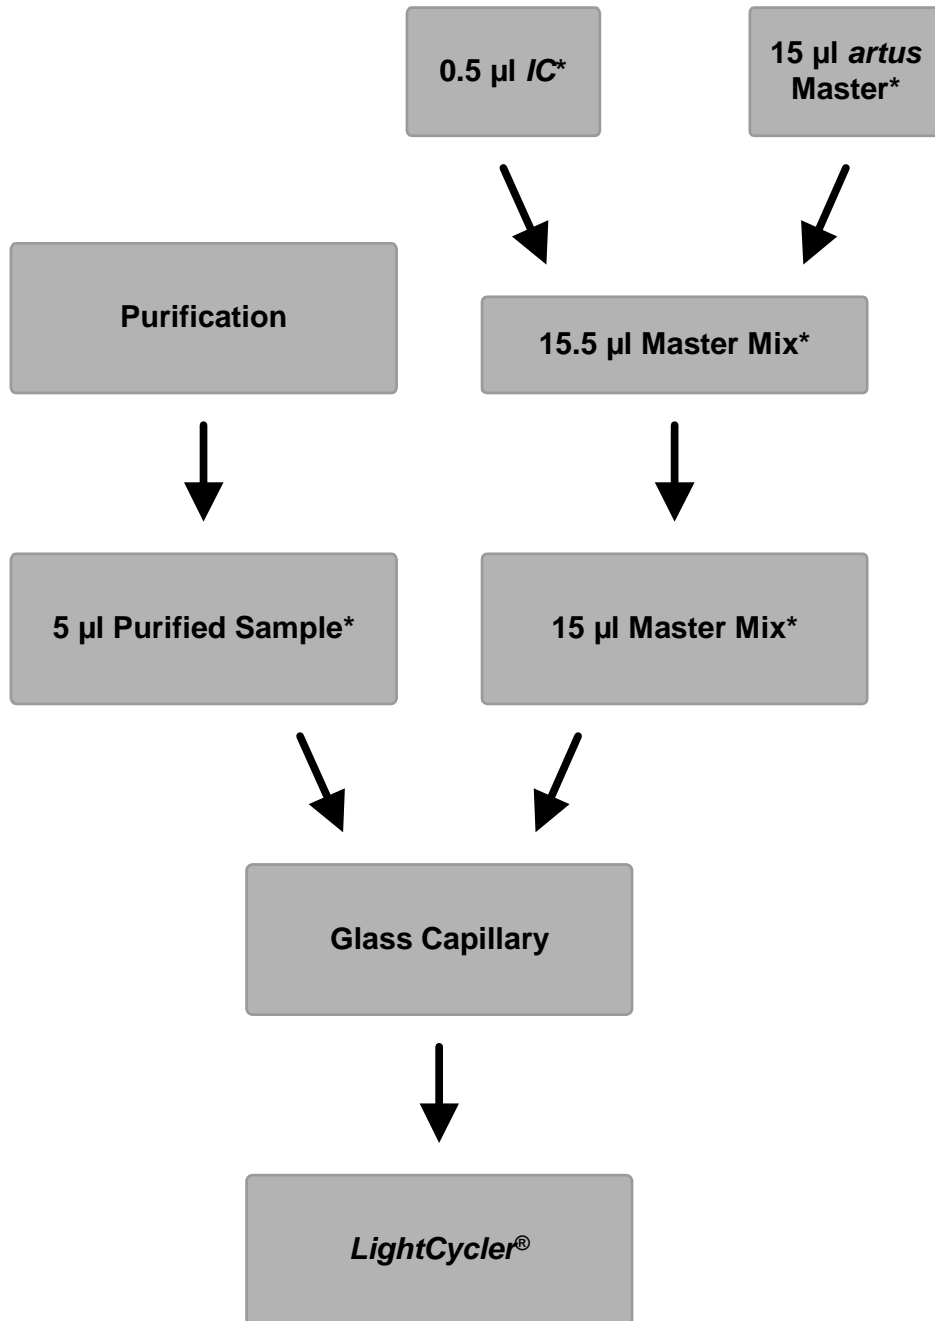 0.5 µl IC*
15 µl artus
Master*
Purification
15.5 µl Master Mix*
5 µl Purified Sample*
15 µl Master Mix*
Glass Capillary
LightCycler®